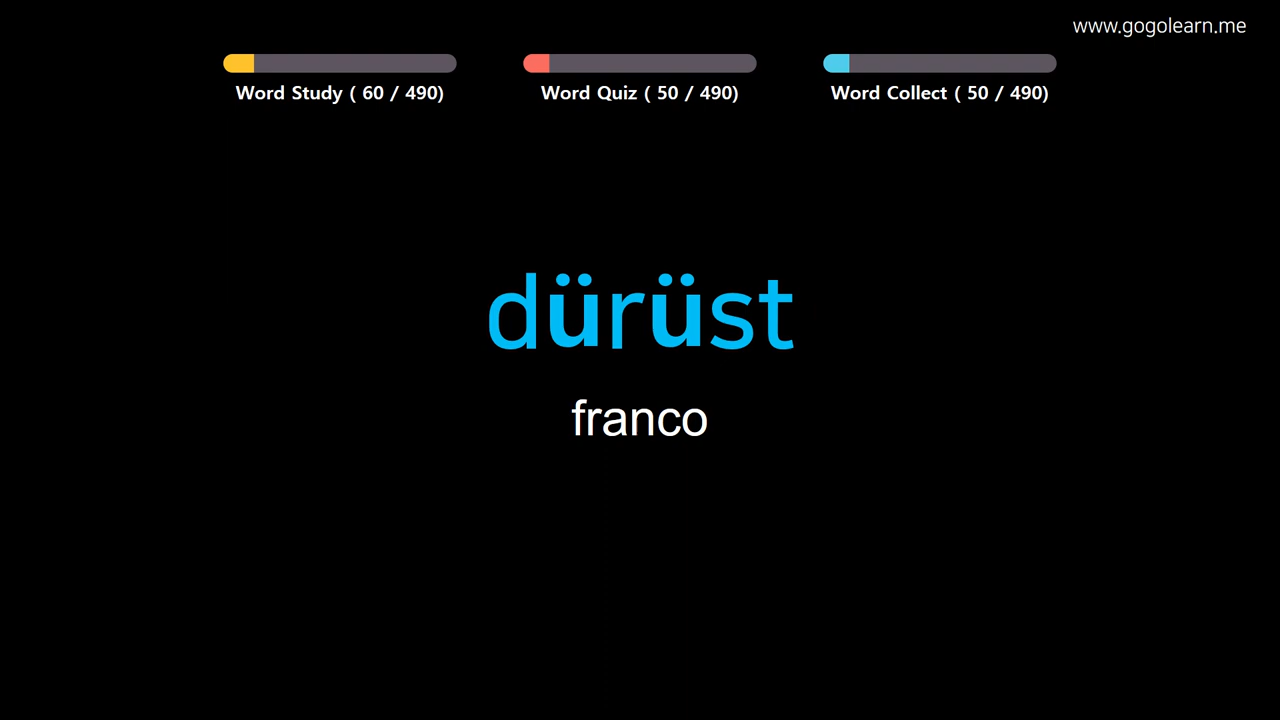 www.gogolearn.me
Word Study ( 60 / 490)
Word Quiz ( 50 / 490)
Word Collect ( 50 / 490)
dürüst
franco